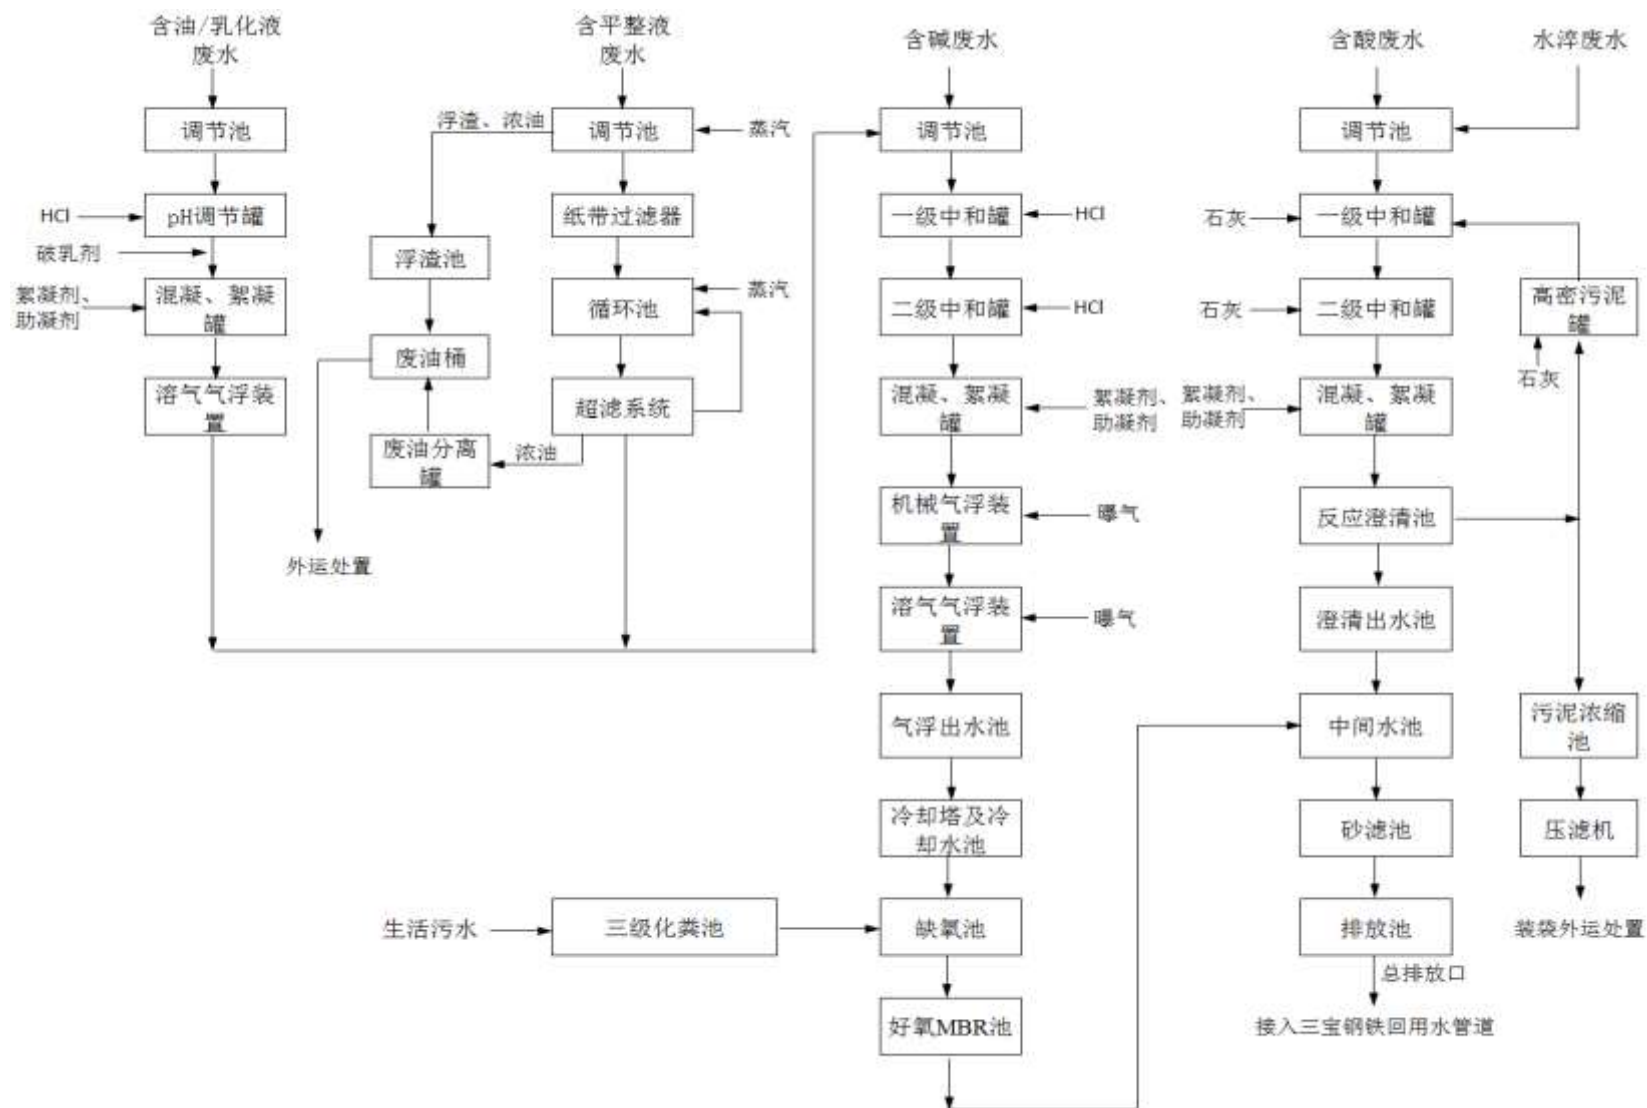 含油/乳化液
废水
含平整液
废水
含碱废水
含酸废水
水淬废水
调节池
浮渣、浓油
调节池
蒸汽
调节池
调节池
HCl
pH调节罐
纸带过滤器
一级中和罐
HCl
石灰
一级中和罐
破乳剂
浮渣池
絮凝剂、
助凝剂
混凝、絮凝
罐
循环池
蒸汽
二级中和罐
HCl
石灰
二级中和罐
高密污泥
罐
废油桶
石灰
溶气气浮装
置
超滤系统
混凝、絮凝
罐
絮凝剂、
助凝剂
絮凝剂、
助凝剂
混凝、絮凝
罐
废油分离
罐
浓油
机械气浮装
置
曝气
反应澄清池
外运处置
溶气气浮装
置
曝气
澄清出水池
气浮出水池
中间水池
污泥浓缩
池
冷却塔及冷
却水池
砂滤池
压滤机
生活污水
三级化粪池
缺氧池
排放池
装袋外运处置
总排放口
好氧MBR池
接入三宝钢铁回用水管道